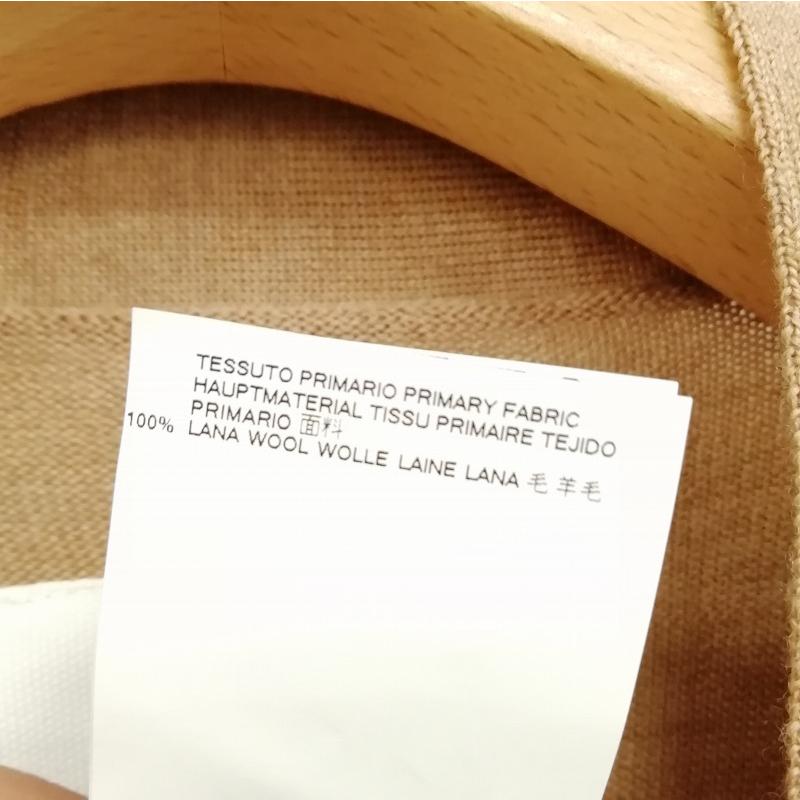 TESSUTO PRIMARIO PRIMARY FABRIC
HAUPTMATERIAL TISSU PRIMAIRE TEJIDO
PRIMARIO 面料
100% LANA WOOL WOLLE LAINE LANA 毛 羊毛